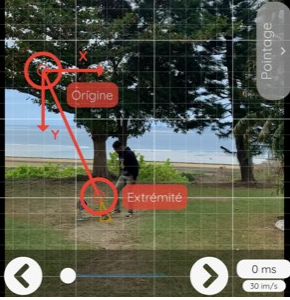 Pointage
X
Origine
Y
Extrémité
0 ms
30 im/s